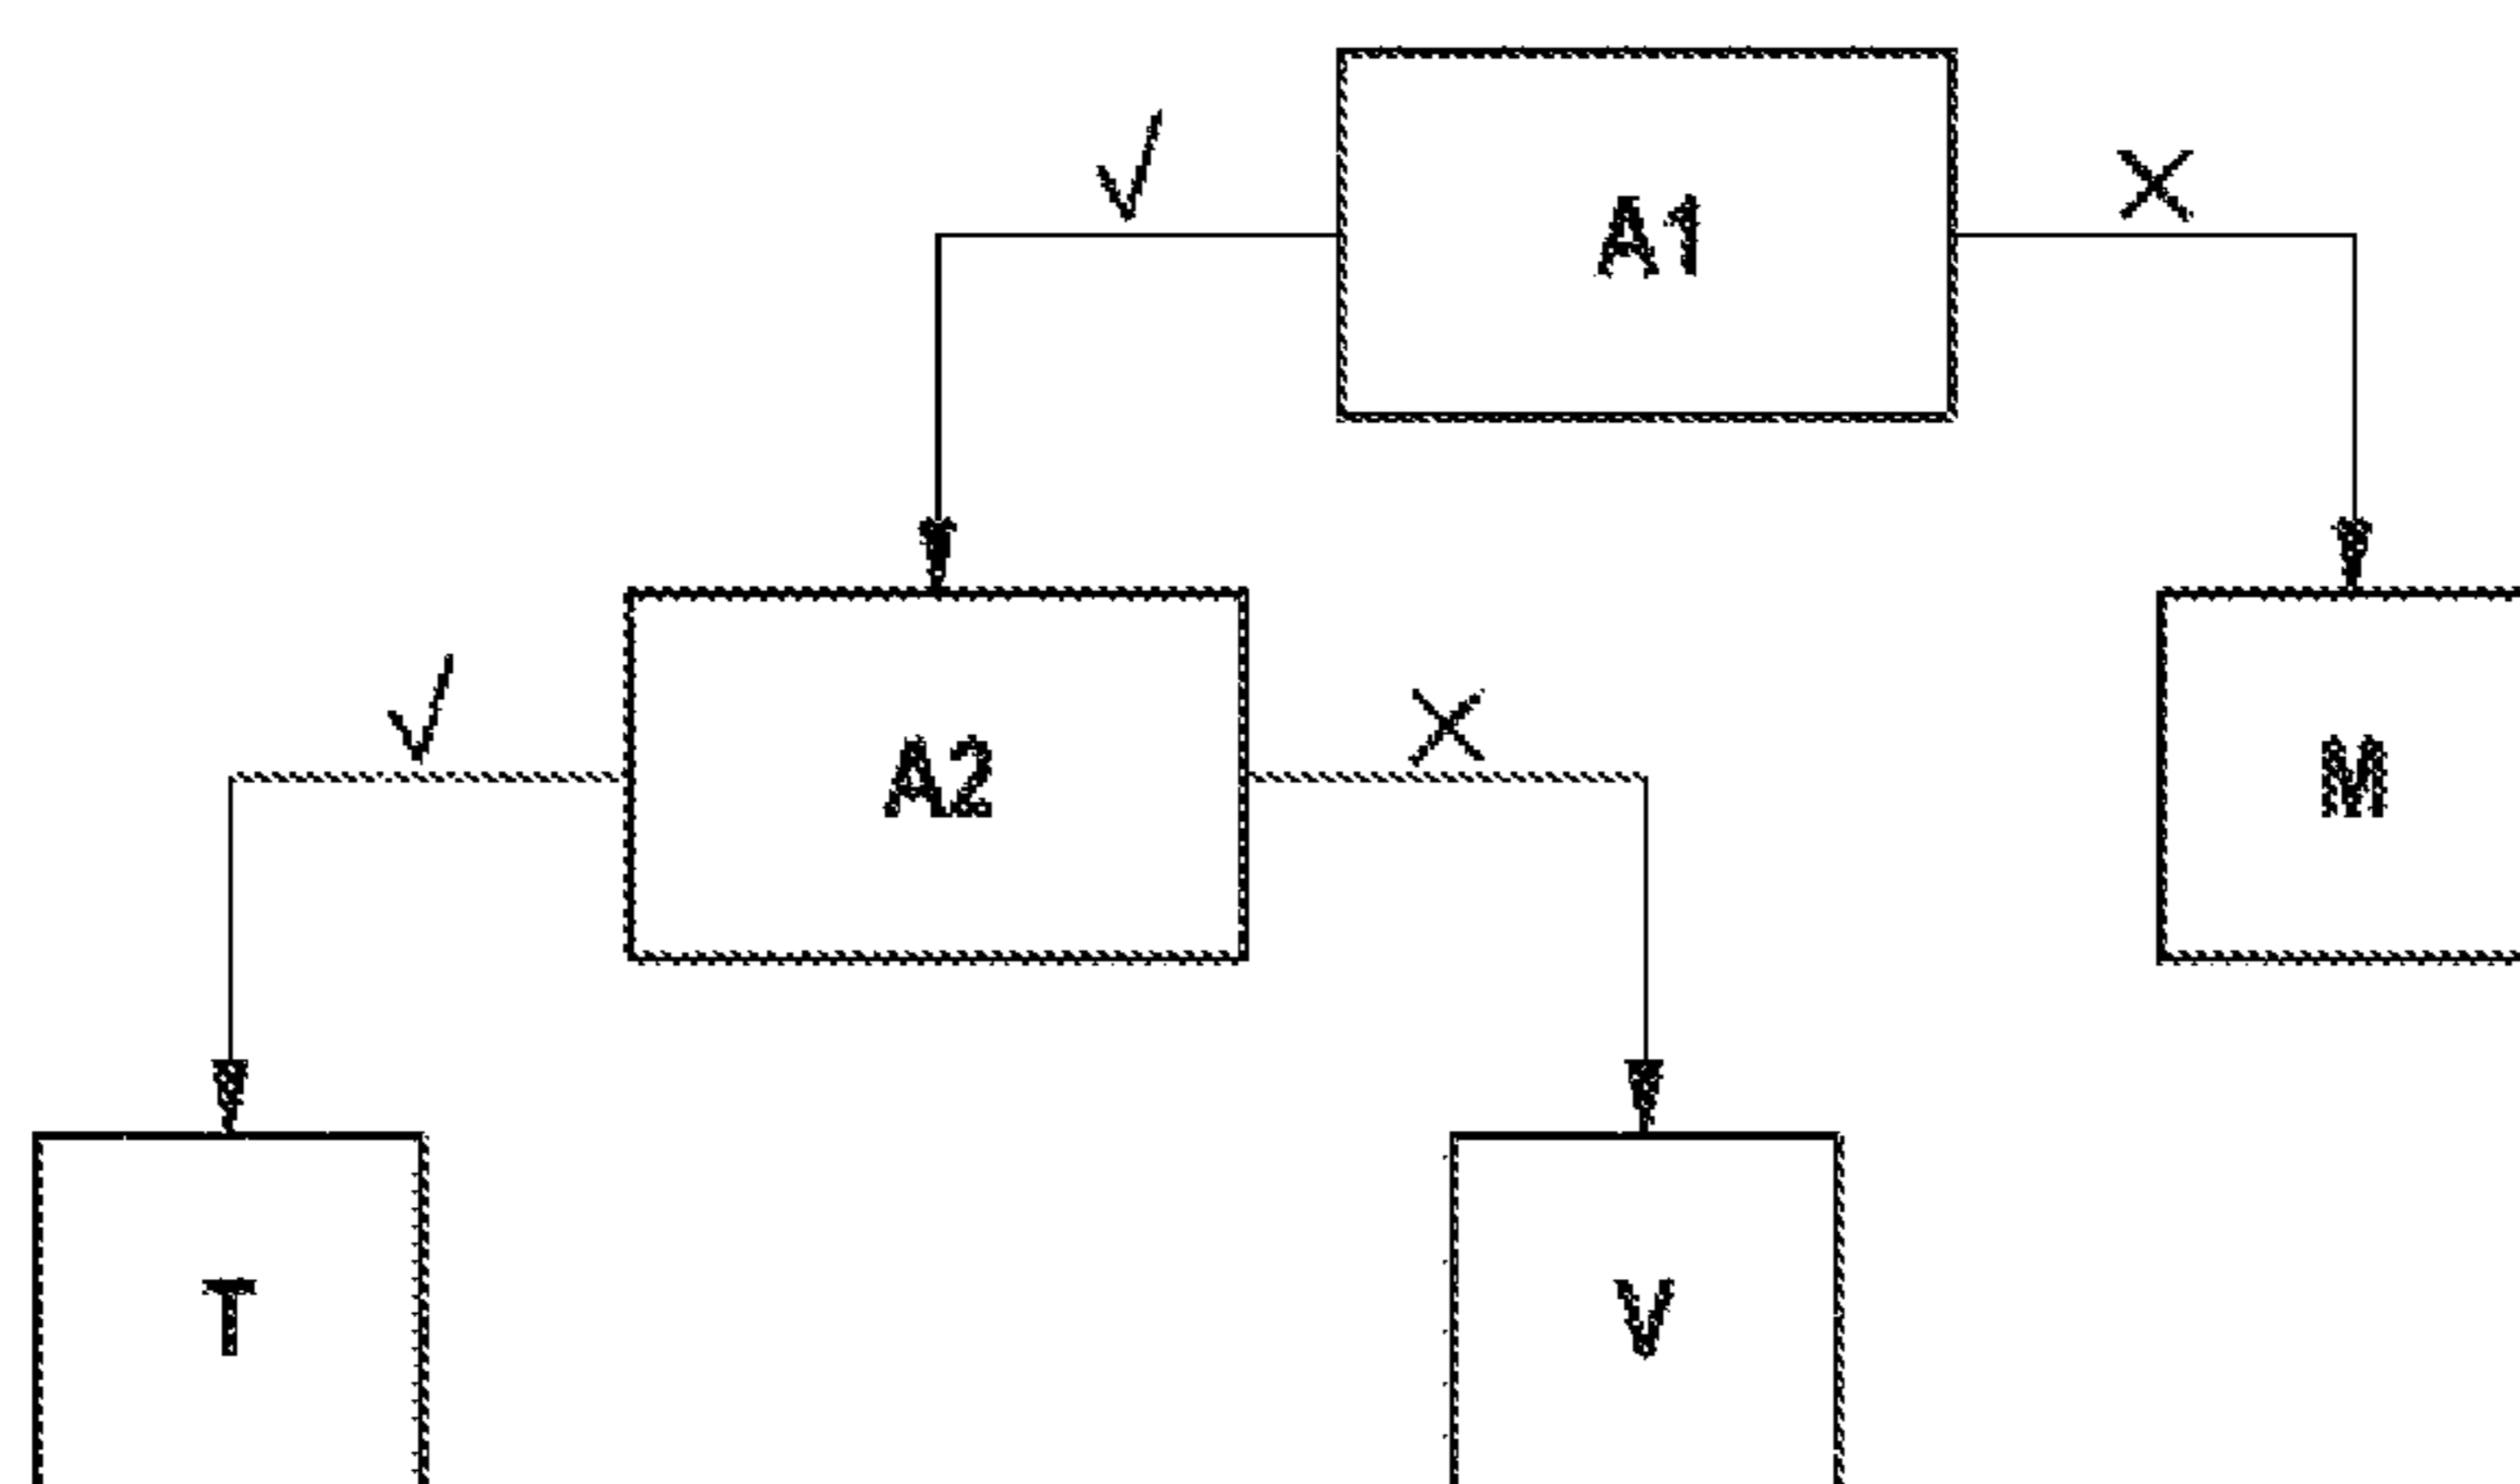 √ A1 ×
√ A2 × M
T V